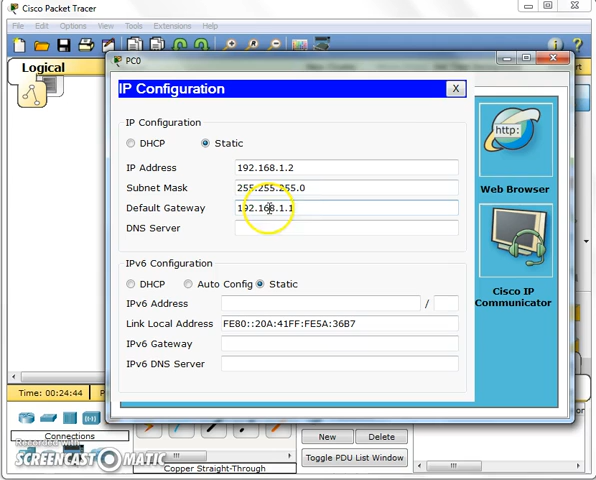 Cisco Packet Tracer
File Edit Options View Tools Extensions Help
Logical
PC0
IP Configuration
X
IP Configuration
DHCP Static
IP Address 192.168.1.2
Subnet Mask 255.255.255.0
Default Gateway 192.168.1.1
DNS Server
IPv6 Configuration
DHCP Auto Config Static
IPv6 Address /
Link Local Address FE80::20A:41FF:FE5A:36B7
IPv6 Gateway
IPv6 DNS Server
http:
Web Browser
Cisco IP
Communicator
Time: 00:24:44
Connections
Recorded with
SCREENCAST MATIC
Copper Straight-Through
New Delete
Toggle PDU List Window